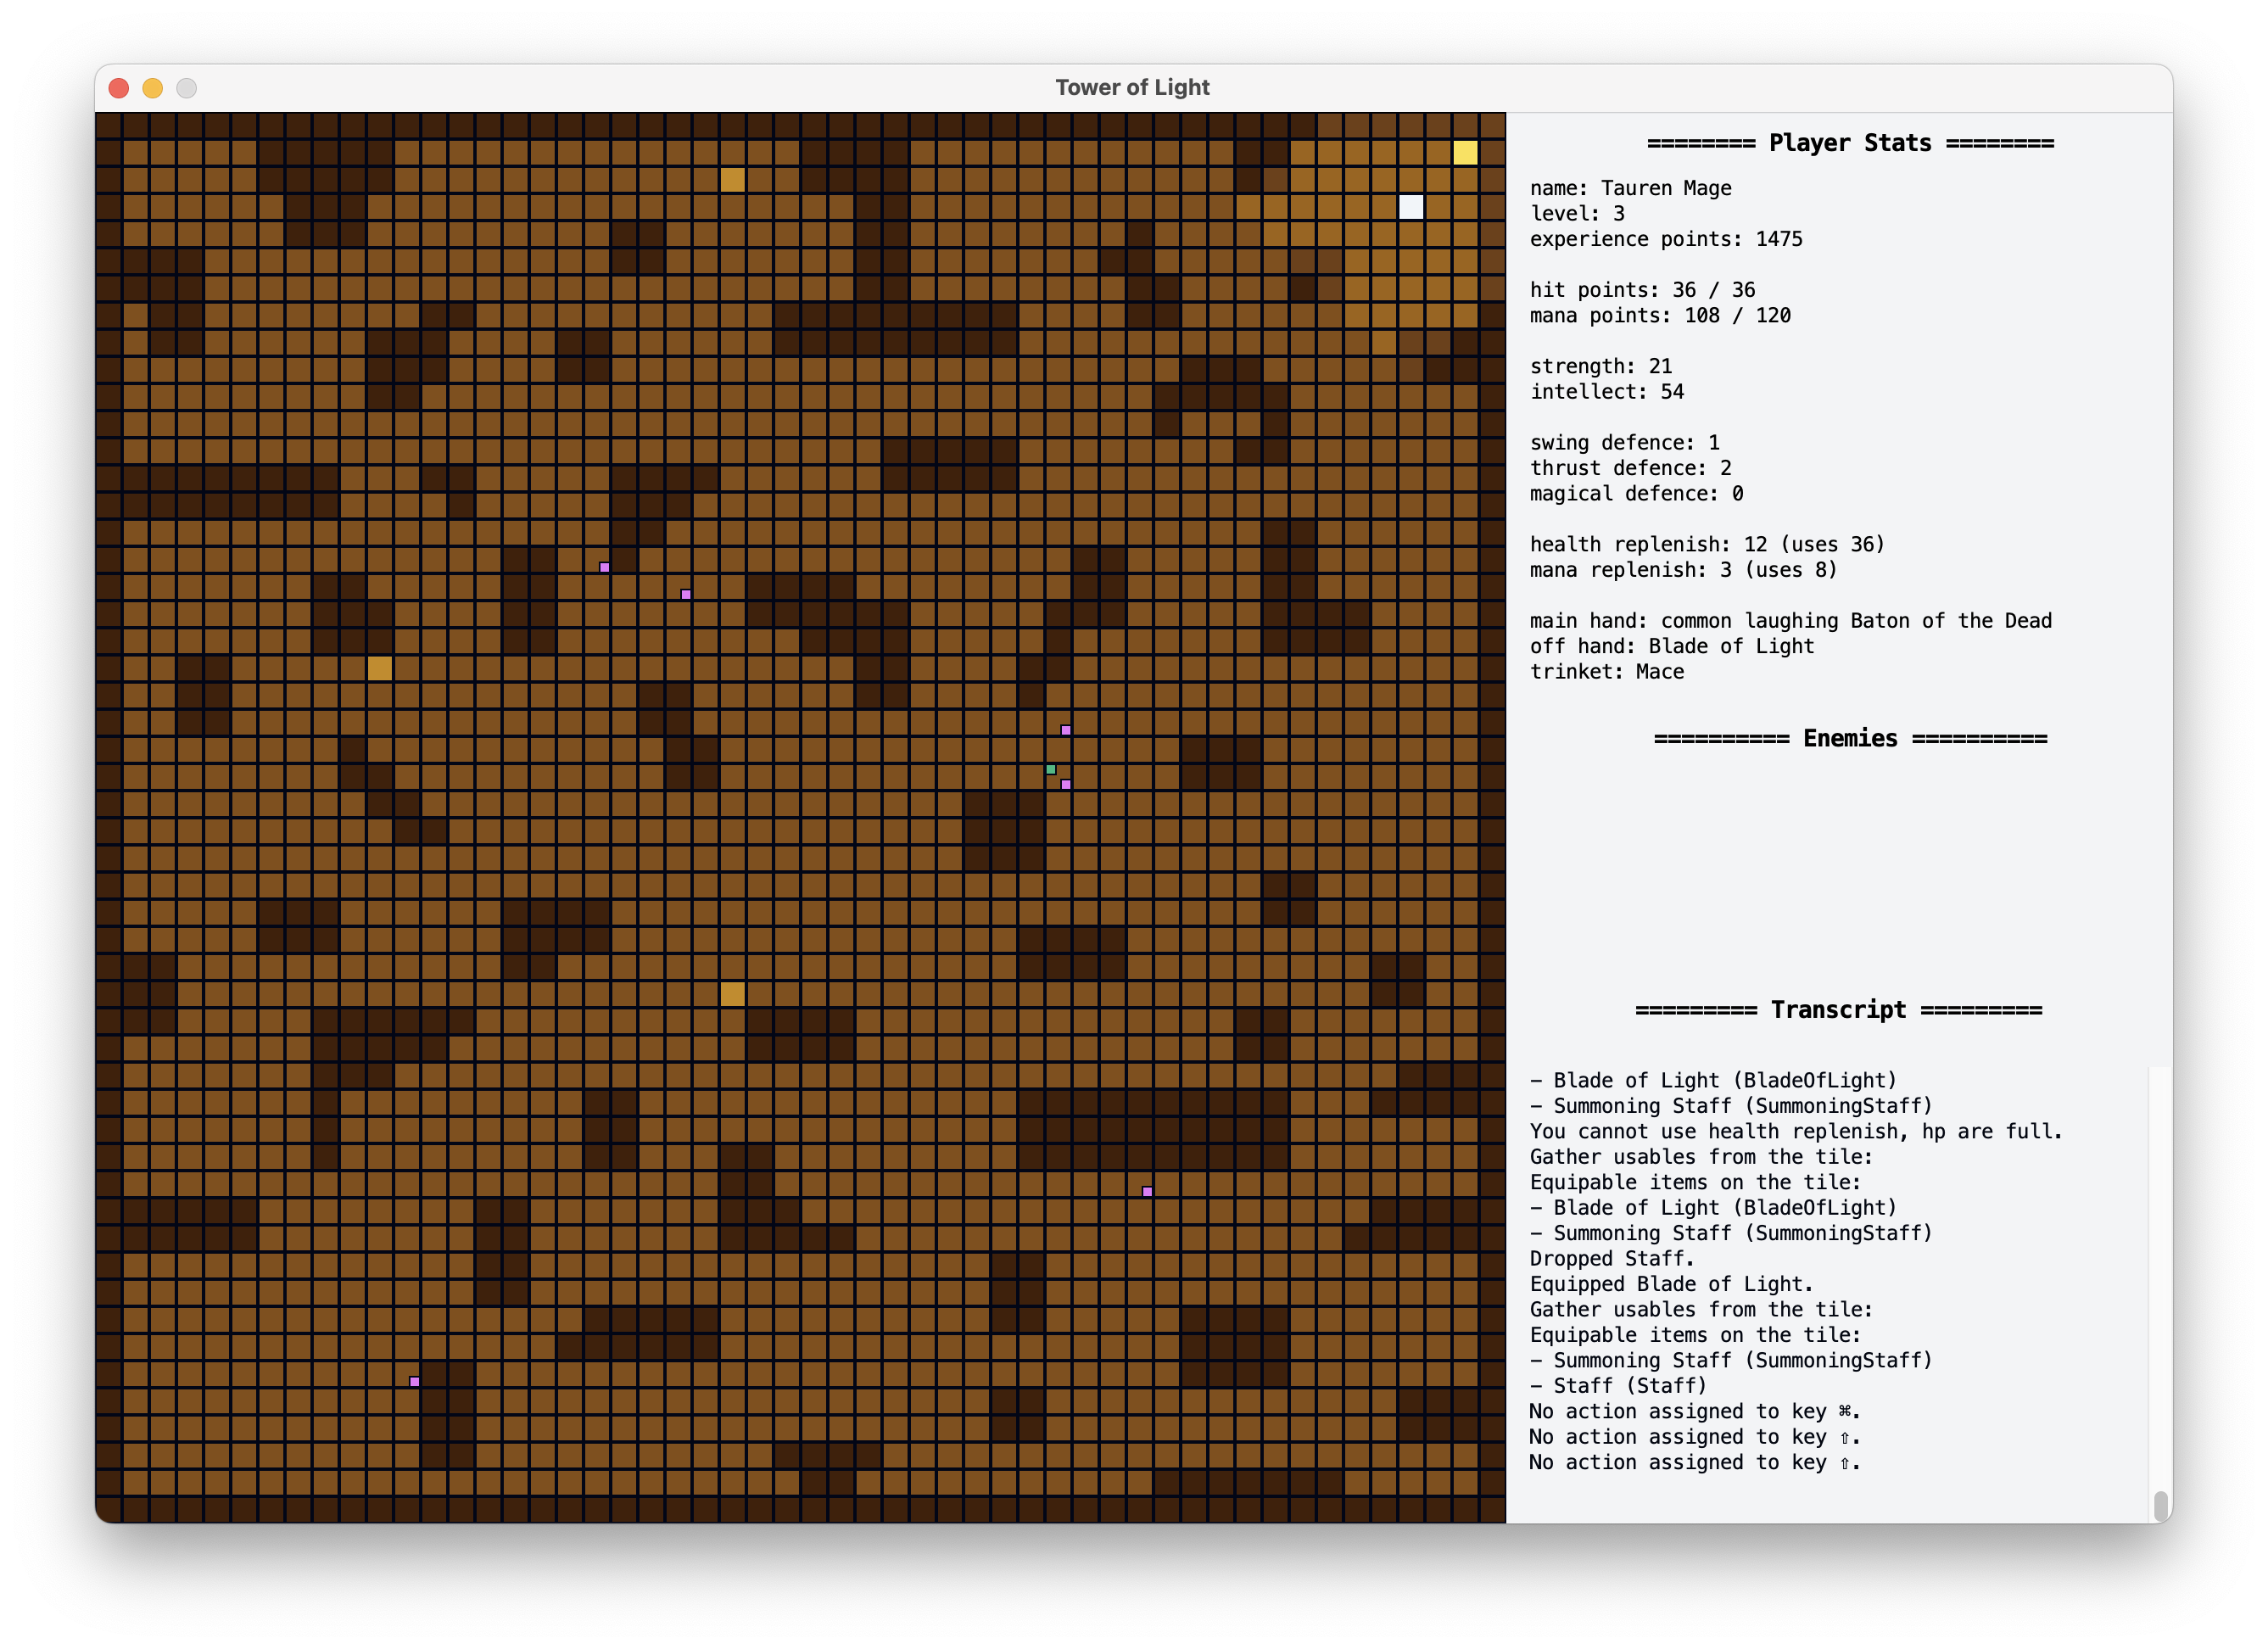 Tower of Light
======== Player Stats ========
name: Tauren Mage
level: 3
experience points: 1475
hit points: 36 / 36
mana points: 108 / 120
strength: 21
intellect: 54
swing defence: 1
thrust defence: 2
magical defence: 0
health replenish: 12 (uses 36)
mana replenish: 3 (uses 8)
main hand: common laughing Baton of the Dead
off hand: Blade of Light
trinket: Mace
========== Enemies ==========
========= Transcript =========
– Blade of Light (BladeOfLight)
– Summoning Staff (SummoningStaff)
You cannot use health replenish, hp are full.
Gather usables from the tile:
Equipable items on the tile:
– Blade of Light (BladeOfLight)
– Summoning Staff (SummoningStaff)
Dropped Staff.
Equipped Blade of Light.
Gather usables from the tile:
Equipable items on the tile:
– Summoning Staff (SummoningStaff)
– Staff (Staff)
No action assigned to key ⌘.
No action assigned to key ⇧.
No action assigned to key ⇧.